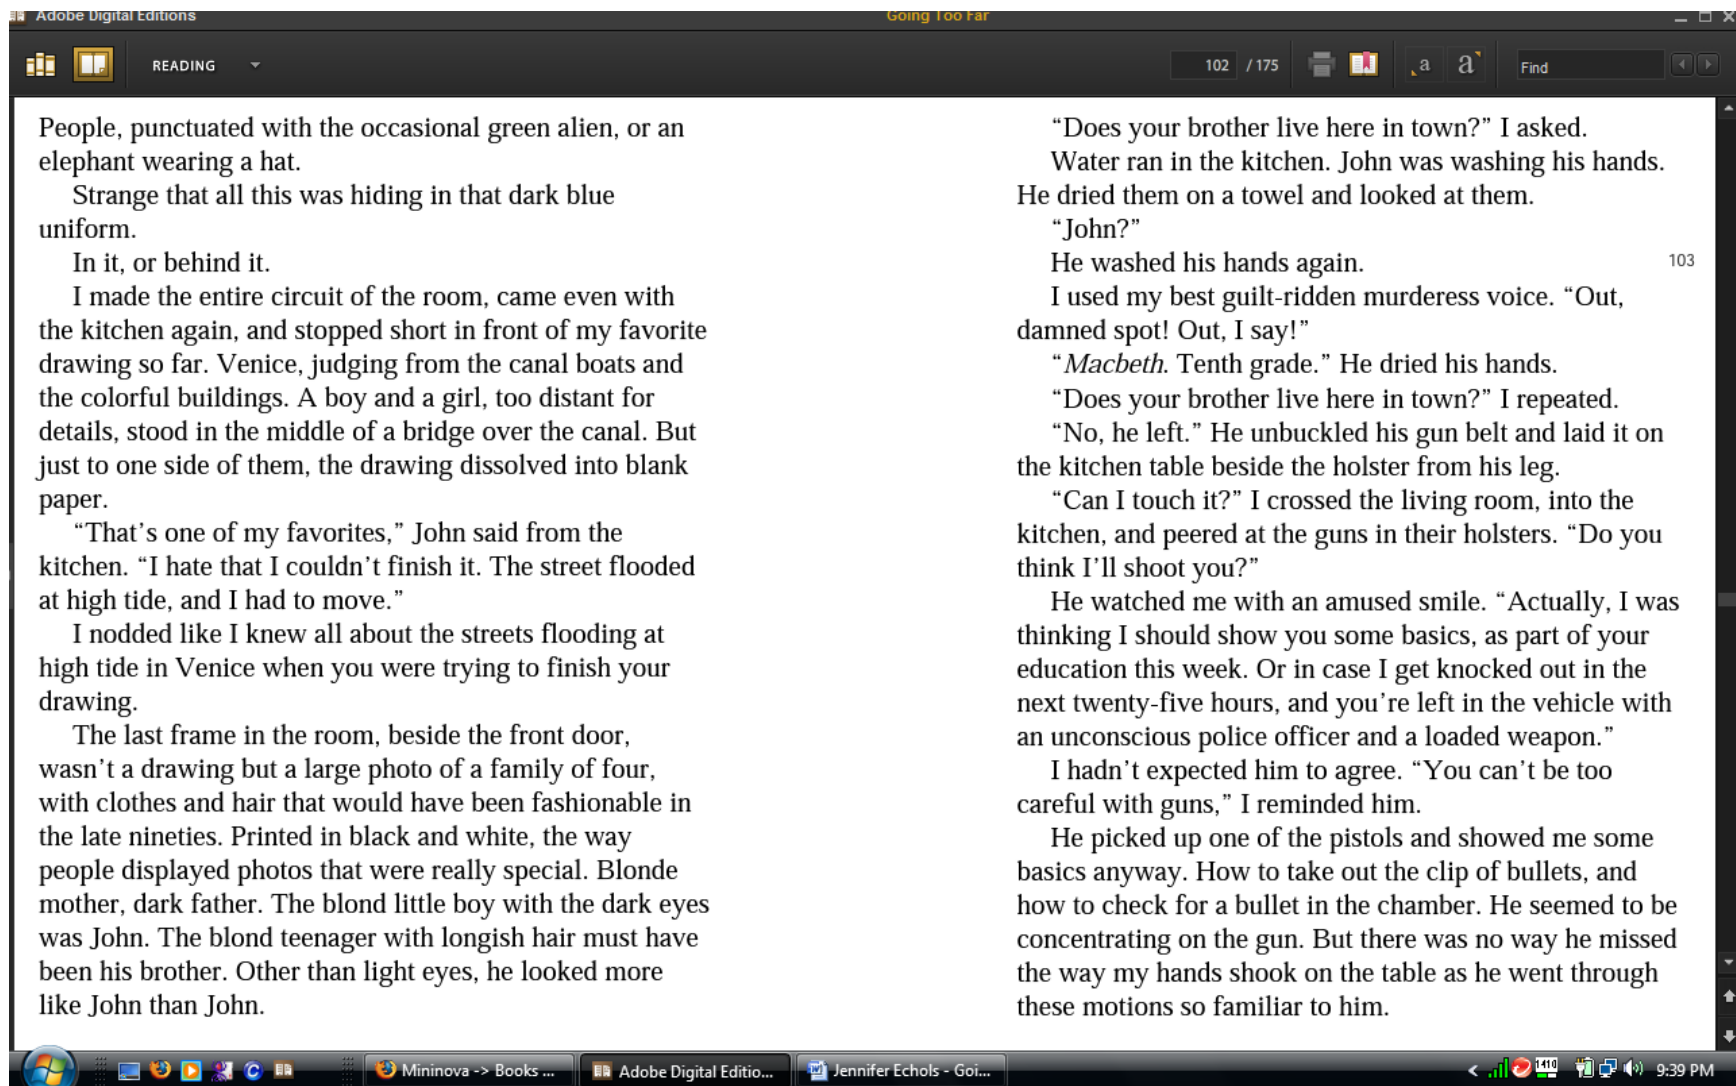 Adobe Digital Editions
Going Too Far
READING
102 / 175
a
a
Find
People, punctuated with the occasional green alien, or an
elephant wearing a hat.
Strange that all this was hiding in that dark blue
uniform.
In it, or behind it.
I made the entire circuit of the room, came even with
the kitchen again, and stopped short in front of my favorite
drawing so far. Venice, judging from the canal boats and
the colorful buildings. A boy and a girl, too distant for
details, stood in the middle of a bridge over the canal. But
just to one side of them, the drawing dissolved into blank
paper.
“That’s one of my favorites,” John said from the
kitchen. “I hate that I couldn’t finish it. The street flooded
at high tide, and I had to move.”
I nodded like I knew all about the streets flooding at
high tide in Venice when you were trying to finish your
drawing.
The last frame in the room, beside the front door,
wasn’t a drawing but a large photo of a family of four,
with clothes and hair that would have been fashionable in
the late nineties. Printed in black and white, the way
people displayed photos that were really special. Blonde
mother, dark father. The blond little boy with the dark eyes
was John. The blond teenager with longish hair must have
been his brother. Other than light eyes, he looked more
like John than John.
“Does your brother live here in town?” I asked.
Water ran in the kitchen. John was washing his hands.
He dried them on a towel and looked at them.
“John?”
He washed his hands again.
103
I used my best guilt-ridden murderess voice. “Out,
damned spot! Out, I say!”
“Macbeth. Tenth grade.” He dried his hands.
“Does your brother live here in town?” I repeated.
“No, he left.” He unbuckled his gun belt and laid it on
the kitchen table beside the holster from his leg.
“Can I touch it?” I crossed the living room, into the
kitchen, and peered at the guns in their holsters. “Do you
think I’ll shoot you?”
He watched me with an amused smile. “Actually, I was
thinking I should show you some basics, as part of your
education this week. Or in case I get knocked out in the
next twenty-five hours, and you’re left in the vehicle with
an unconscious police officer and a loaded weapon.”
I hadn’t expected him to agree. “You can’t be too
careful with guns,” I reminded him.
He picked up one of the pistols and showed me some
basics anyway. How to take out the clip of bullets, and
how to check for a bullet in the chamber. He seemed to be
concentrating on the gun. But there was no way he missed
the way my hands shook on the table as he went through
these motions so familiar to him.
Mininova -> Books ...
Adobe Digital Editio...
Jennifer Echols - Goi...
1410
9:39 PM